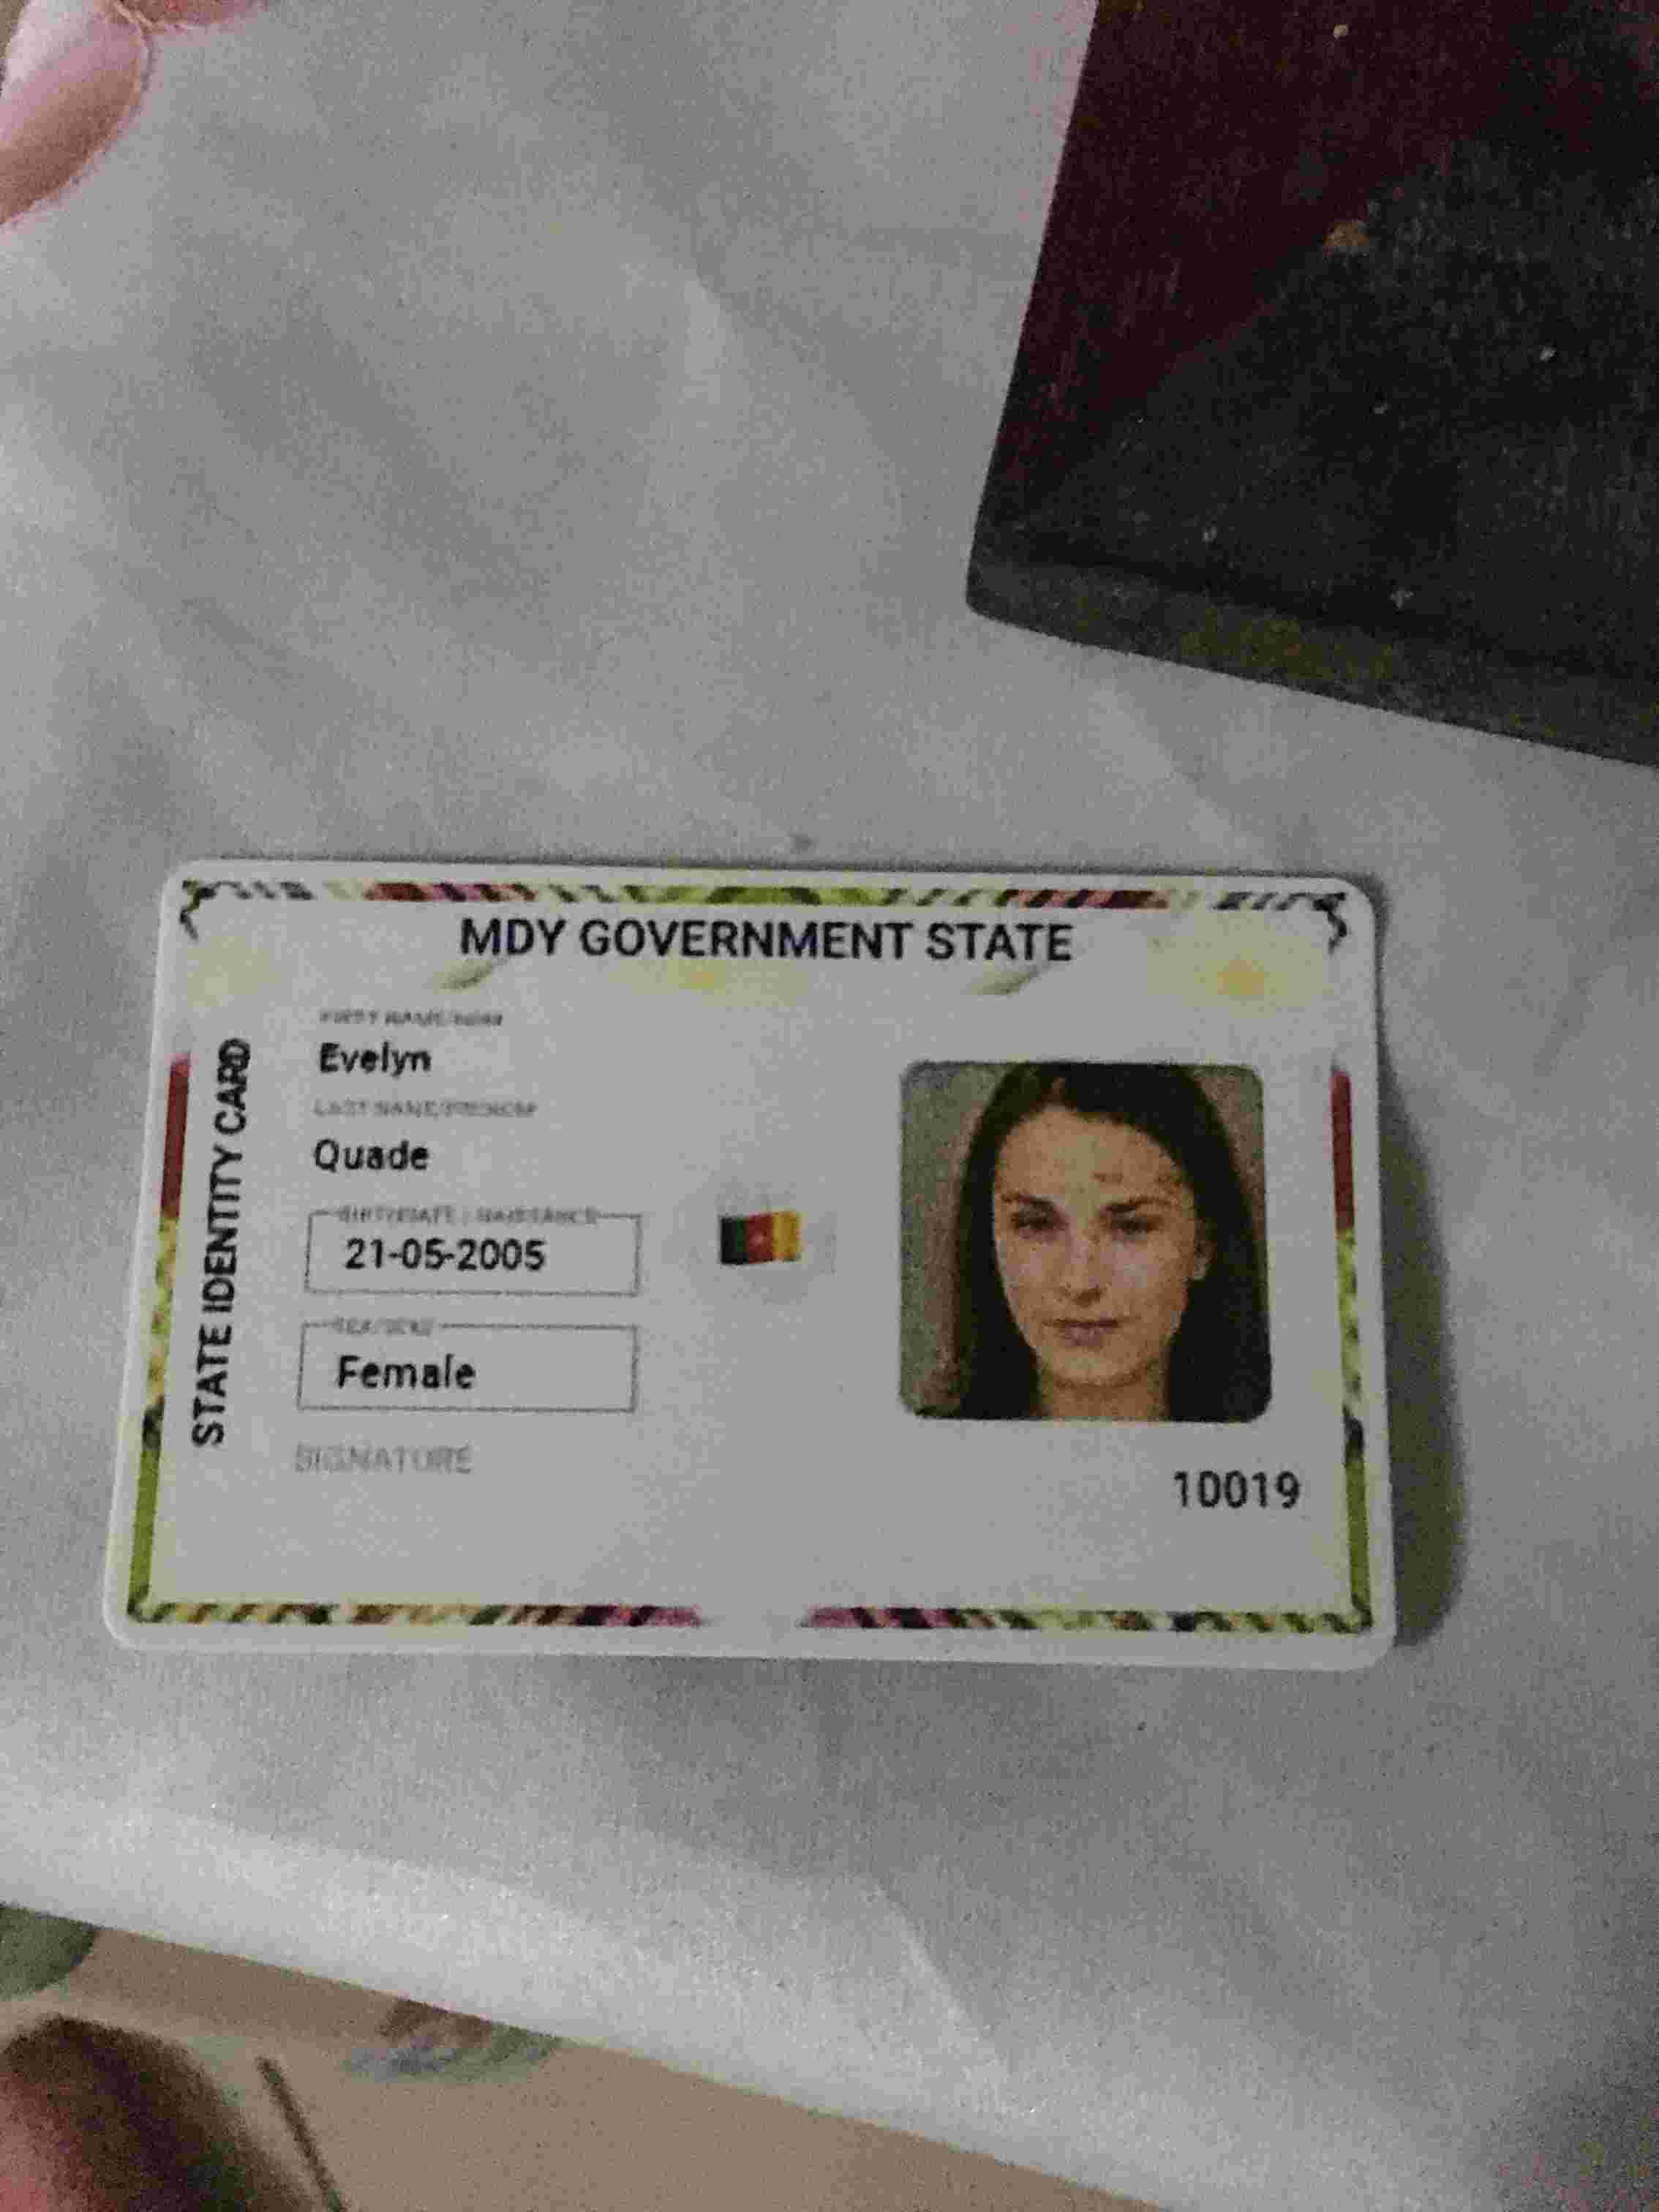 MDY GOVERNMENT STATE
STATE IDENTITY CARD
FIRST NAME/NOM
Evelyn
LAST NAME/PRENOM
Quade
BIRTHDATE / NAISSANCE
21-05-2005
SEX/SEXE
Female
SIGNATURE
10019